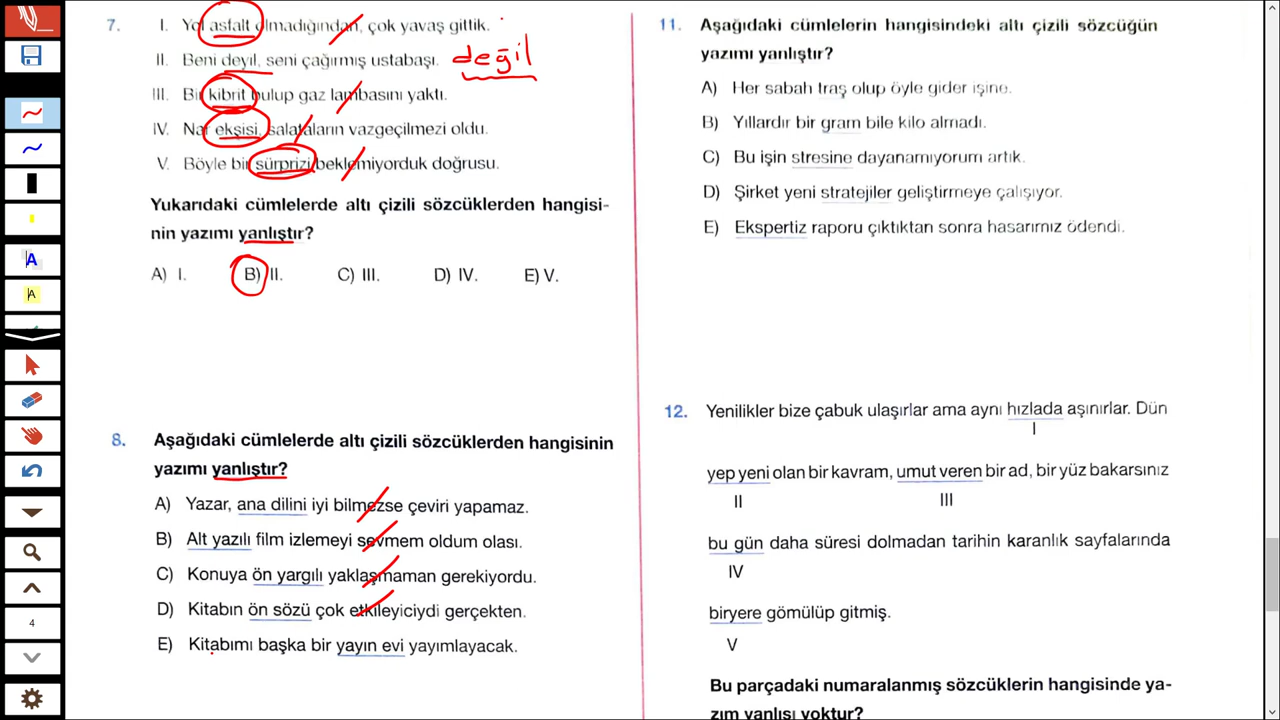 7. I. Yol asfalt olmadığından, çok yavaş gittik.
II. Beni deyil, seni çağırmış ustabaşı. değil
III. Bir kibrit bulup gaz lambasını yaktı.
IV. Nar ekşisi, salataların vazgeçilmezi oldu.
V. Böyle bir sürprizi beklemiyorduk doğrusu.
Yukarıdaki cümlelerde altı çizili sözcüklerden hangisi-
nin yazımı yanlıştır?
A) I. B) II. C) III. D) IV. E) V.
8. Aşağıdaki cümlelerde altı çizili sözcüklerden hangisinin
yazımı yanlıştır?
A) Yazar, ana dilini iyi bilmezse çeviri yapamaz.
B) Alt yazılı film izlemeyi sevmem oldum olası.
C) Konuya ön yargılı yaklaşmaman gerekiyordu.
D) Kitabın ön sözü çok etkileyiciydi gerçekten.
E) Kitabımı başka bir yayın evi yayımlayacak.
11. Aşağıdaki cümlelerin hangisindeki altı çizili sözcüğün
yazımı yanlıştır?
A) Her sabah traş olup öyle gider işine.
B) Yıllardır bir gram bile kilo almadı.
C) Bu işin stresine dayanamıyorum artık.
D) Şirket yeni stratejiler geliştirmeye çalışıyor.
E) Ekspertiz raporu çıktıktan sonra hasarımız ödendi.
12. Yenilikler bize çabuk ulaşırlar ama aynı hızlada aşınırlar. Dün
I
yep yeni olan bir kavram, umut veren bir ad, bir yüz bakarsınız
II III
bu gün daha süresi dolmadan tarihin karanlık sayfalarında
IV
biryere gömülüp gitmiş.
V
Bu parçadaki numaralanmış sözcüklerin hangisinde ya-
zım yanlışı yoktur?
A
A
4